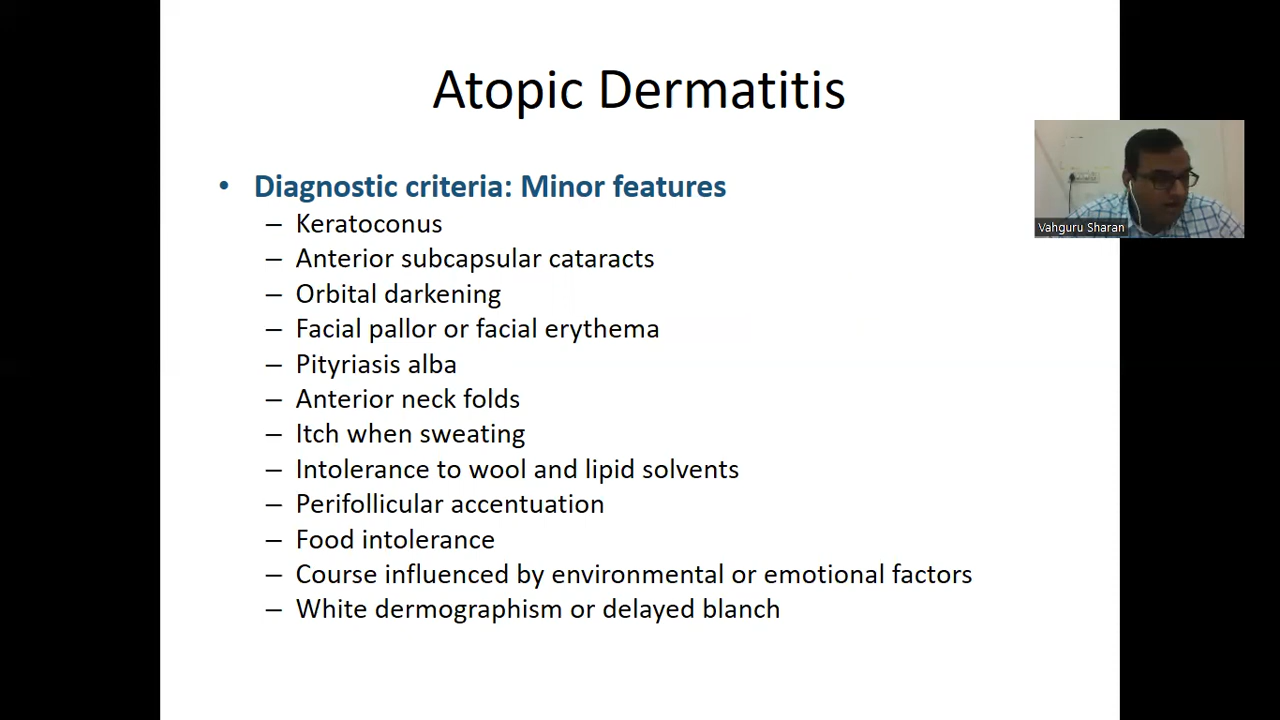 Atopic Dermatitis
• Diagnostic criteria: Minor features
– Keratoconus
– Anterior subcapsular cataracts
– Orbital darkening
– Facial pallor or facial erythema
– Pityriasis alba
– Anterior neck folds
– Itch when sweating
– Intolerance to wool and lipid solvents
– Perifollicular accentuation
– Food intolerance
– Course influenced by environmental or emotional factors
– White dermographism or delayed blanch
Vahguru Sharan